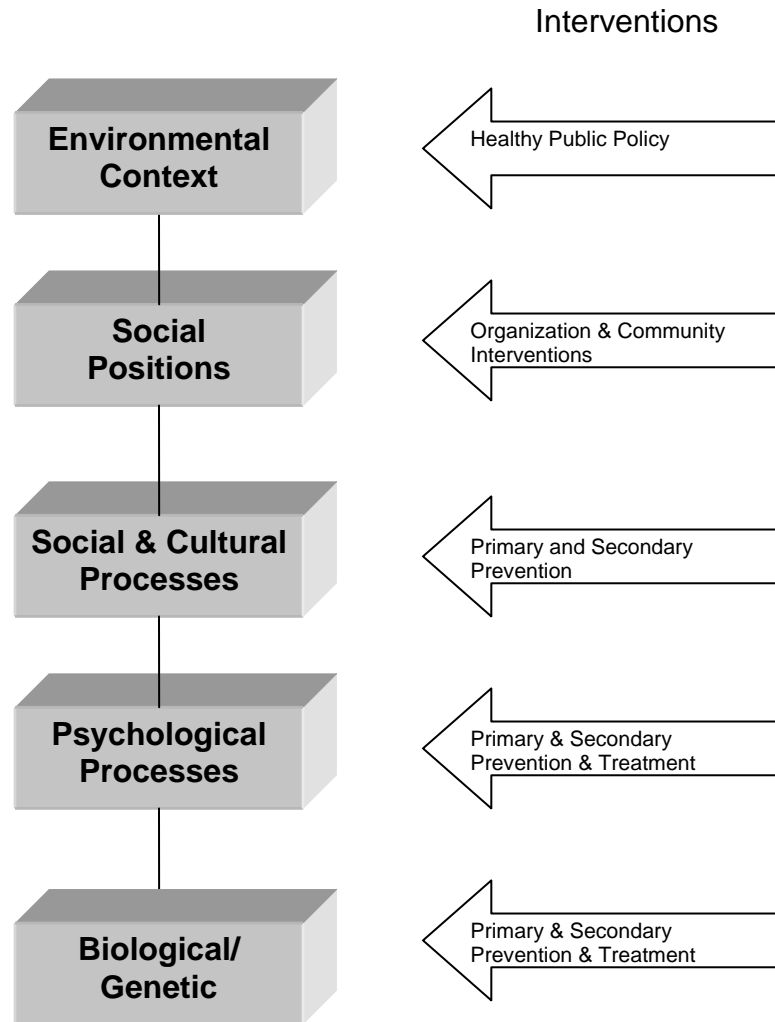 Interventions
Environmental
Context
Healthy Public Policy
Social
Positions
Organization & Community
Interventions
Social & Cultural
Processes
Primary and Secondary
Prevention
Psychological
Processes
Primary & Secondary
Prevention & Treatment
Biological/
Genetic
Primary & Secondary
Prevention & Treatment